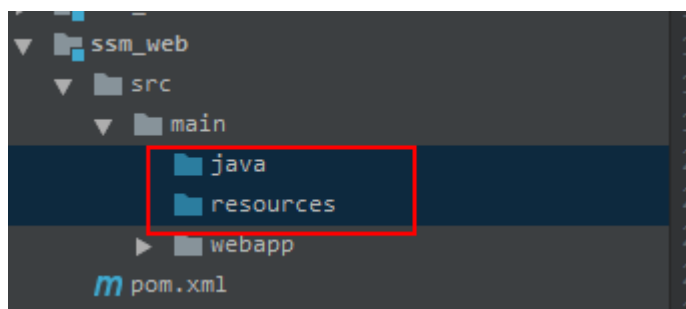 ssm_web
src
main
java
resources
webapp
pom.xml